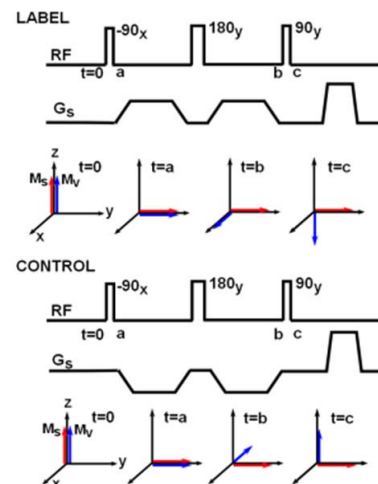 LABEL
-90x 180y 90y
RF
t=0 a b c
Gs
z t=0 t=a t=b t=c
Ms Mv
y
x
CONTROL
-90x 180y 90y
RF
t=0 a b c
Gs
z t=0 t=a t=b t=c
Ms Mv
y
x